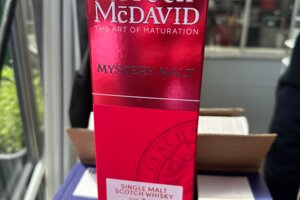 McDAVID
THE ART OF MATURATION
MYSTERY MALT
SINGLE MALT
SCOTCH WHISKY